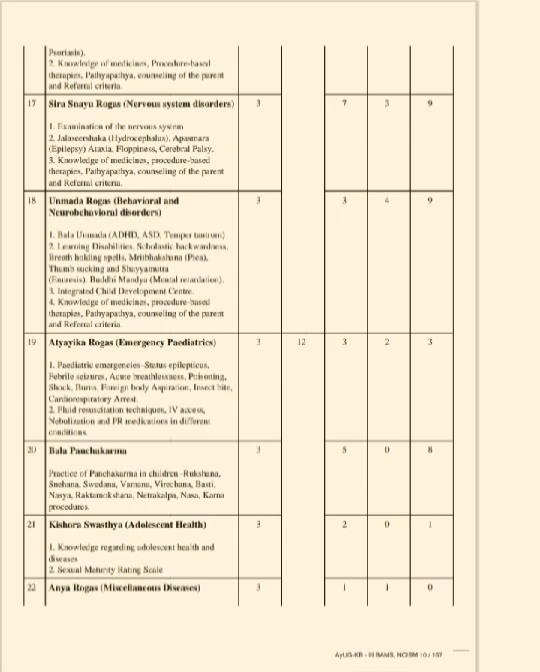 Psoriasis).
2. Knowledge of medicines, Procedure-based
therapies, Pathyapathya, counseling of the parent
and Referral criteria.
17 Sira Snayu Rogas (Nervous system disorders) 3 7 3 9
1. Examination of the nervous system
2. Jalasheershaka (Hydrocephalus), Apasmara
(Epilepsy) Ataxia, Floppiness, Cerebral Palsy.
3. Knowledge of medicines, procedure-based
therapies, Pathyapathya, counseling of the parent
and Referral criteria.
18 Unmada Rogas (Behavioral and 3 3 4 9
Neurobehavioral disorders)
1. Bala Unmada (ADHD, ASD, Temper tantrum)
2. Learning Disabilities, Scholastic backwardness,
Breath holding spells, Mridbhakshana (Pica),
Thumb sucking and Shayyamutra
(Enuresis). Buddhi Mandya (Mental retardation).
3. Integrated Child Development Centre.
4. Knowledge of medicines, procedure-based
therapies, Pathyapathya, counseling of the parent
and Referral criteria.
19 Atyayika Rogas (Emergency Paediatrics) 3 12 3 2 3
1. Paediatric emergencies-Status epilepticus,
Febrile seizures, Acute breathlessness, Poisoning,
Shock, Burns, Foreign body Aspiration, Insect bite,
Cardiorespiratory Arrest.
2. Fluid resuscitation techniques, IV access,
Nebulization and PR medications in different
conditions.
20 Bala Panchakarma 3 5 0 8
Practice of Panchakarma in children -Rukshana,
Snehana, Swedana, Vamana, Virechana, Basti,
Nasya, Raktamokshana, Netrakalpa, Nasa, Karna
procedures.
21 Kishora Swasthya (Adolescent Health) 3 2 0 1
1. Knowledge regarding adolescent health and
diseases
2. Sexual Maturity Rating Scale
22 Anya Rogas (Miscellaneous Diseases) 3 1 1 0
AyUG-KB - III BAMS, NCISM 10 / 107